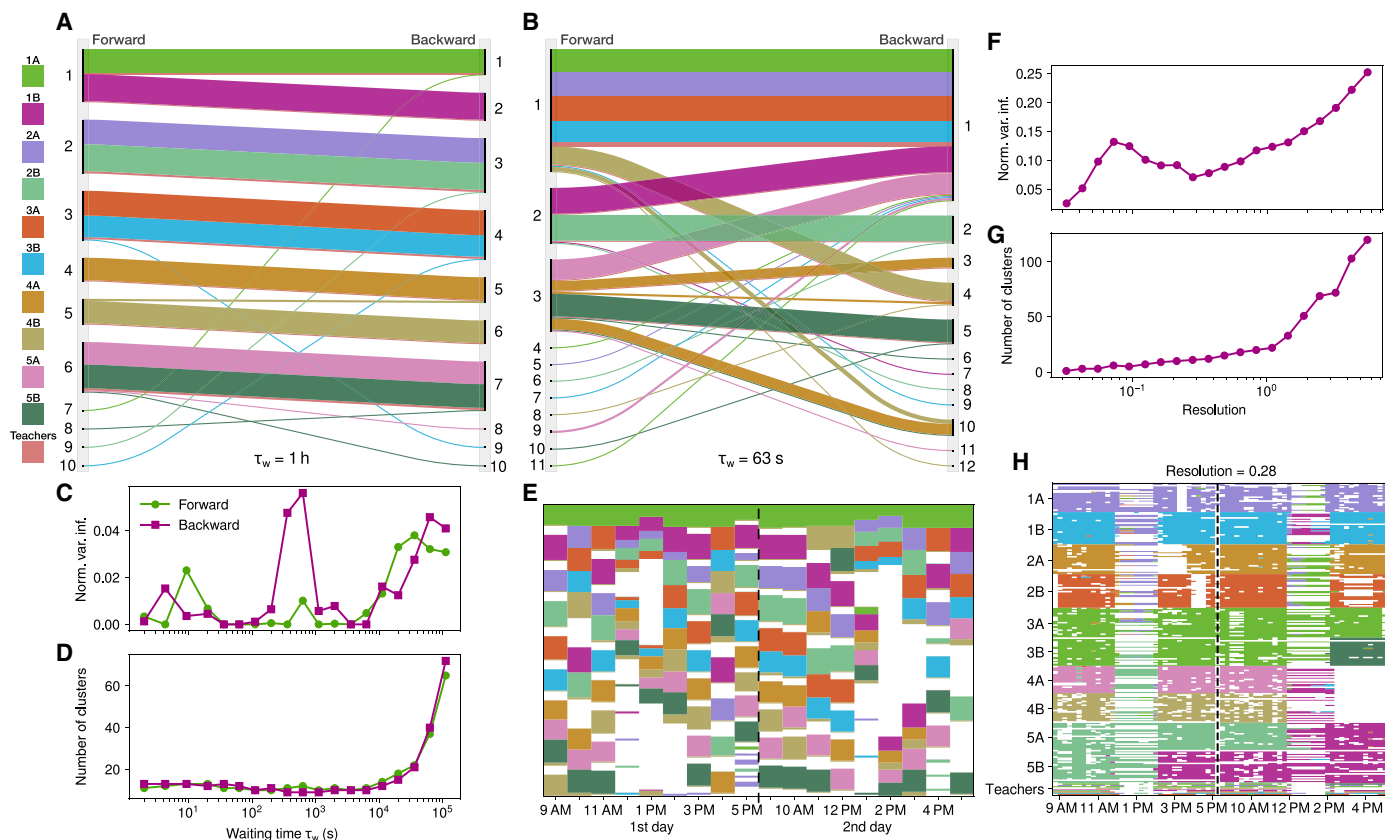 A
Forward
Backward
1A
1B
2A
2B
3A
3B
4A
4B
5A
5B
Teachers
1
2
3
4
5
6
7
8
9
10
1
2
3
4
5
6
7
8
9
10
τw = 1 h
B
Forward
Backward
1
2
3
4
5
6
7
8
9
10
11
1
2
3
4
5
6
7
8
9
10
11
12
τw = 63 s
C
Forward
Backward
Norm. var. inf.
0.04
0.02
0.00
D
Number of clusters
60
40
20
10¹ 10² 10³ 10⁴ 10⁵
Waiting time τw (s)
E
9 AM 11 AM 1 PM 3 PM 5 PM 10 AM 12 PM 2 PM 4 PM
1st day 2nd day
F
Norm. var. inf.
0.25
0.20
0.15
0.10
0.05
G
Number of clusters
100
50
0
10⁻¹ 10⁰
Resolution
H
Resolution = 0.28
1A
1B
2A
2B
3A
3B
4A
4B
5A
5B
Teachers
9 AM 11 AM 1 PM 3 PM 5 PM 10 AM 12 PM 2 PM 4 PM